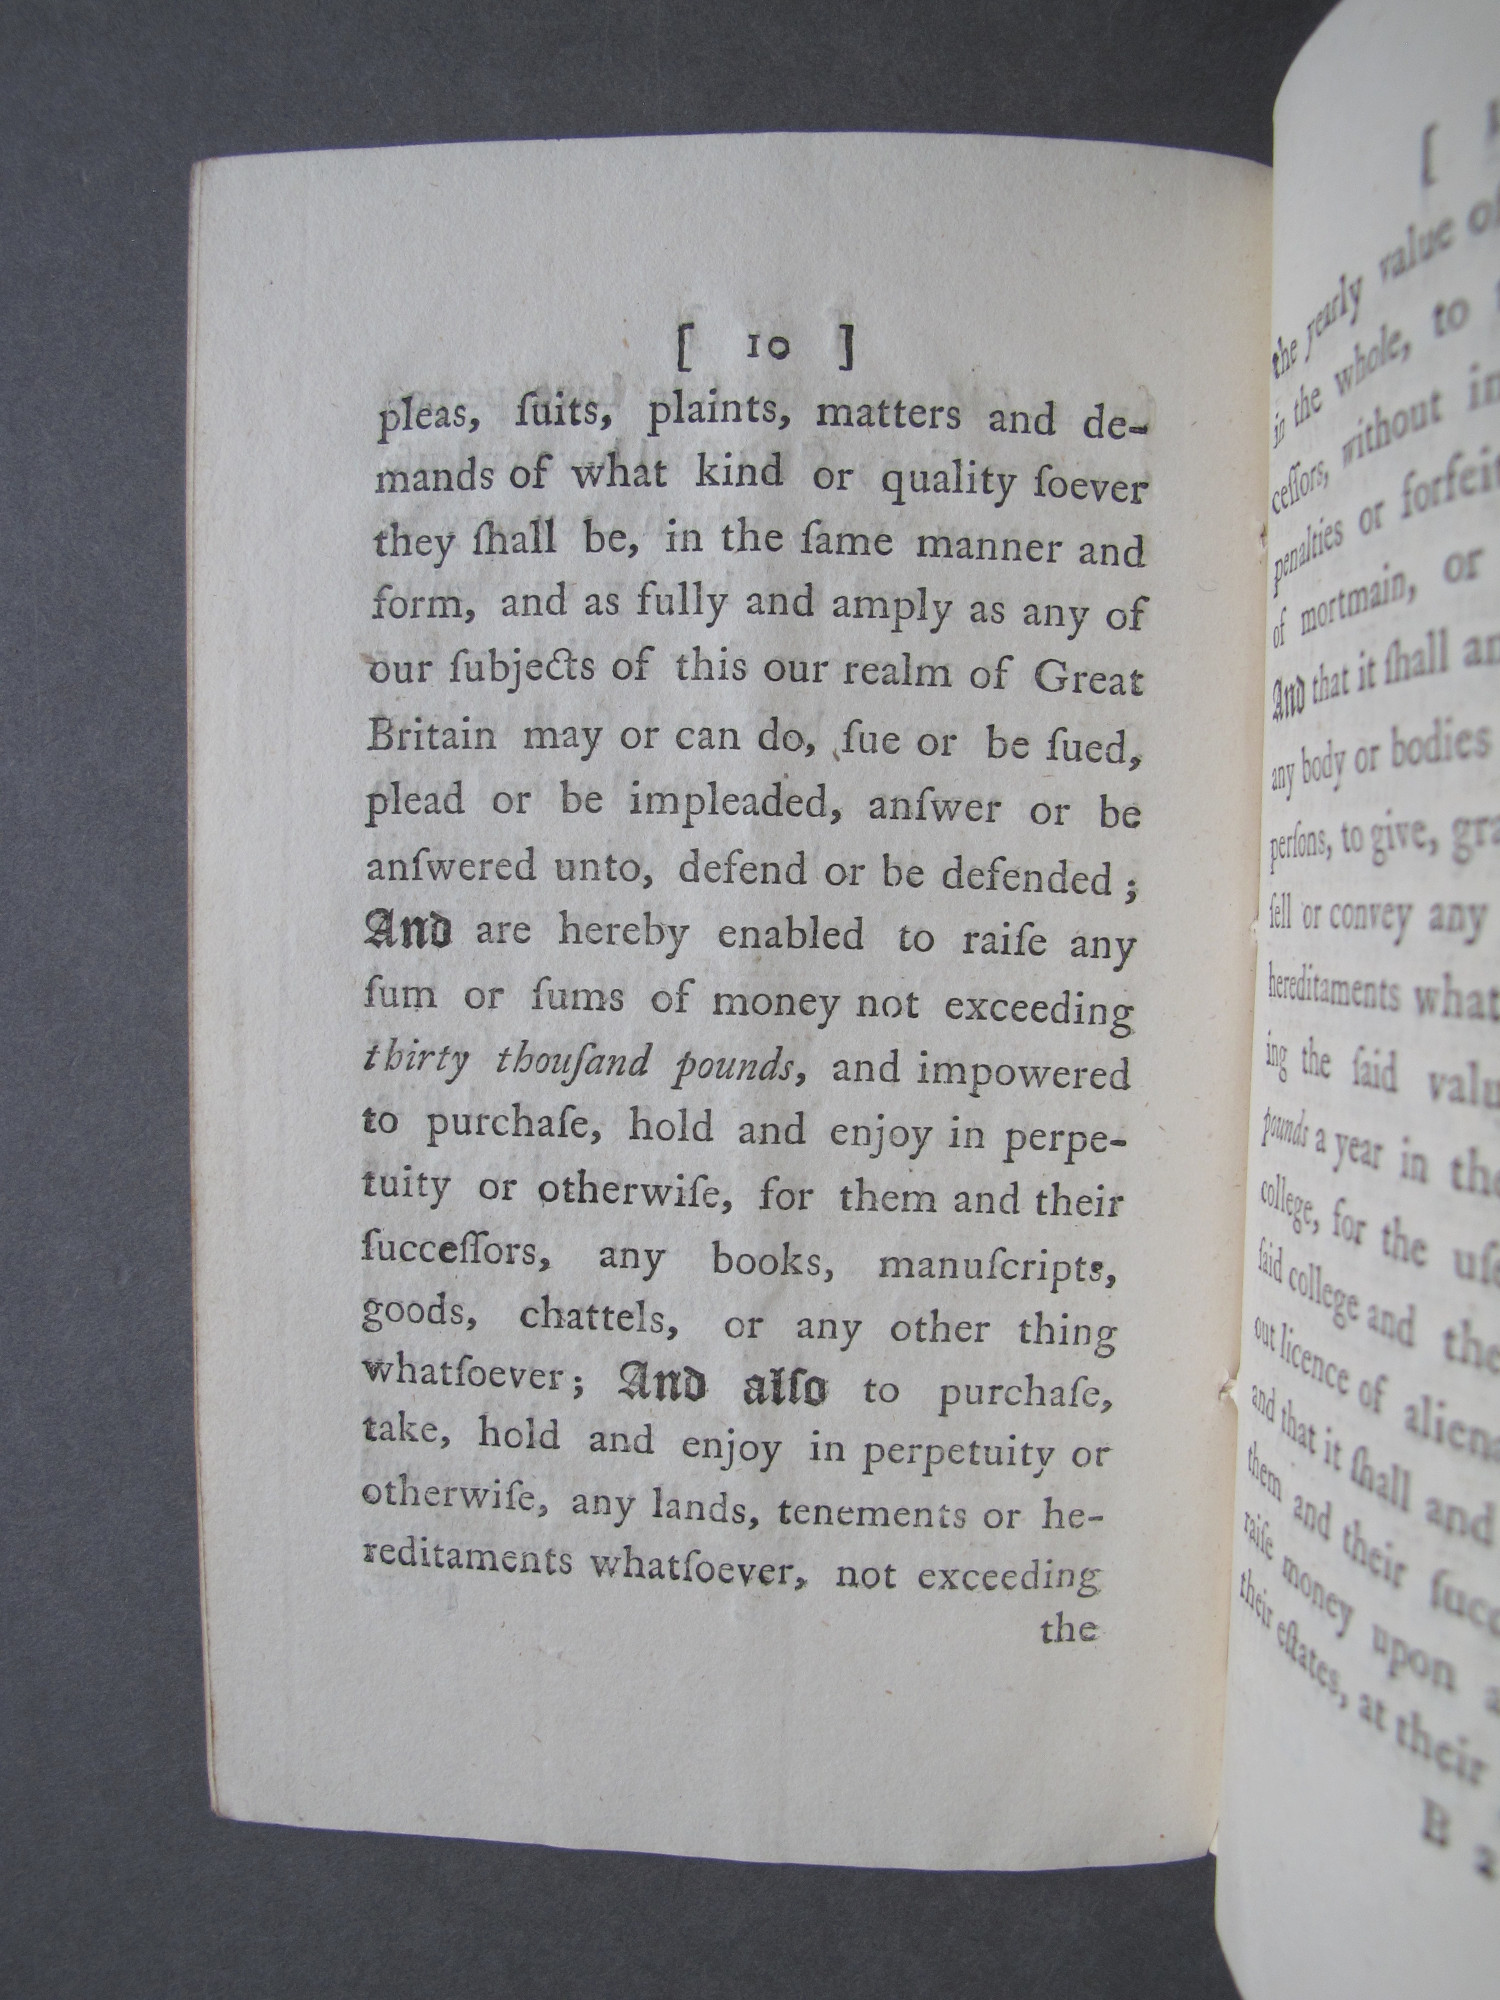 [ 10 ]
pleas, ſuits, plaints, matters and de-
mands of what kind or quality ſoever
they ſhall be, in the ſame manner and
form, and as fully and amply as any of
our ſubjects of this our realm of Great
Britain may or can do, ſue or be ſued,
plead or be impleaded, anſwer or be
anſwered unto, defend or be defended ;
And are hereby enabled to raiſe any
ſum or ſums of money not exceeding
thirty thouſand pounds, and impowered
to purchaſe, hold and enjoy in perpe-
tuity or otherwiſe, for them and their
ſucceſſors, any books, manuſcripts,
goods, chattels, or any other thing
whatſoever; And alſo to purchaſe,
take, hold and enjoy in perpetuity or
otherwiſe, any lands, tenements or he-
reditaments whatſoever, not exceeding
the
[
the yearly value of
in the whole, to
ceſſors, without
penalties or
of mortmain, or
And that it ſhall
any body or bodies
perſons, to give,
ſell or convey any
hereditaments
ing the ſaid
pounds a year in
college, for the
ſaid college and
out licence of
and that it ſhall and
them and their
raiſe money upon
their eſtates, at their
B 2